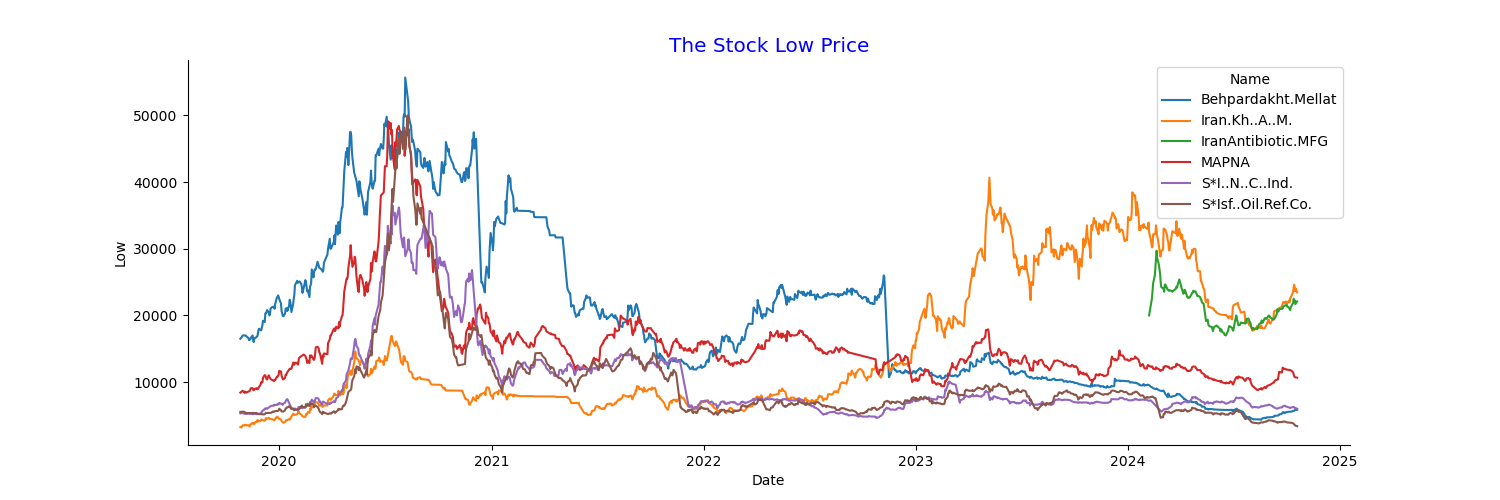 The Stock Low Price
Low
50000
40000
30000
20000
10000
2020
2021
2022
2023
2024
2025
Date
Name
Behpardakht.Mellat
Iran.Kh..A..M.
IranAntibiotic.MFG
MAPNA
S*I..N..C..Ind.
S*Isf..Oil.Ref.Co.